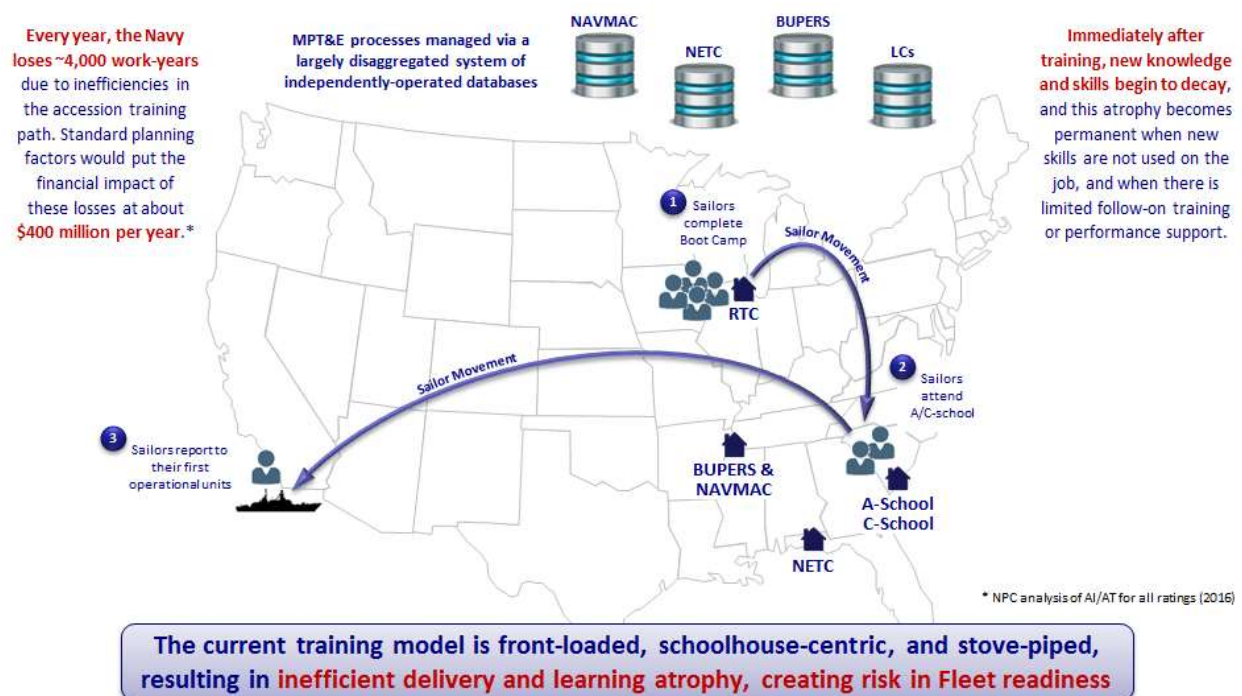 Every year, the Navy
loses ~4,000 work-years
due to inefficiencies in
the accession training
path. Standard planning
factors would put the
financial impact of
these losses at about
$400 million per year.*
MPT&E processes managed via a
largely disaggregated system of
independently-operated databases
NAVMAC
BUPERS
NETC
LCs
Immediately after
training, new knowledge
and skills begin to decay,
and this atrophy becomes
permanent when new
skills are not used on the
job, and when there is
limited follow-on training
or performance support.
1
Sailors
complete
Boot Camp
RTC
Sailor Movement
2
Sailors
attend
A/C-school
Sailor Movement
3
Sailors report to
their first
operational units
BUPERS &
NAVMAC
A-School
C-School
NETC
* NPC analysis of AI/AT for all ratings (2016)
The current training model is front-loaded, schoolhouse-centric, and stove-piped,
resulting in inefficient delivery and learning atrophy, creating risk in Fleet readiness